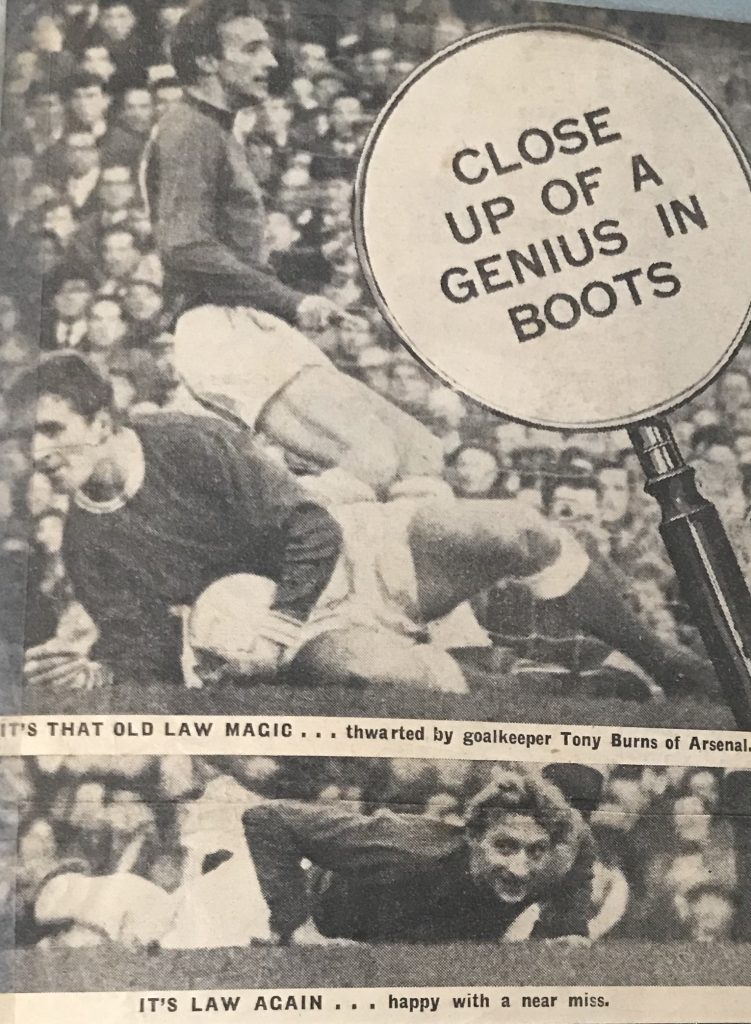 CLOSE
UP OF A
GENIUS IN
BOOTS
IT'S THAT OLD LAW MAGIC . . . thwarted by goalkeeper Tony Burns of Arsenal.
IT'S LAW AGAIN . . . happy with a near miss.